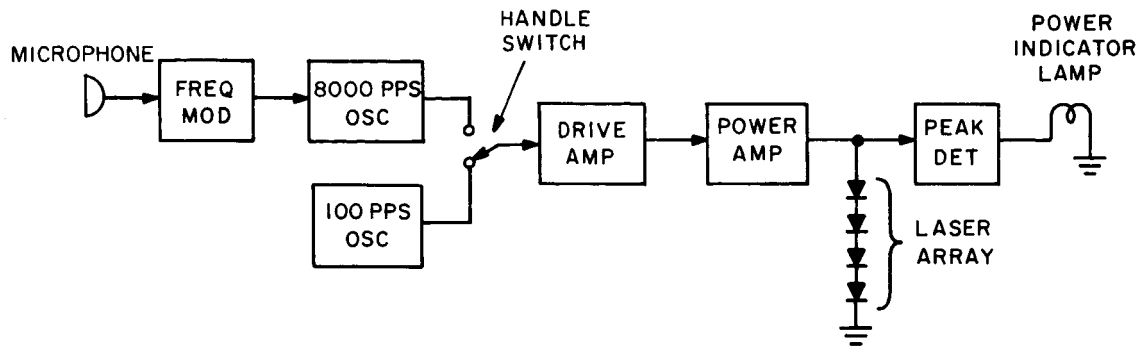 MICROPHONE
FREQ
MOD
8000 PPS
OSC
100 PPS
OSC
HANDLE
SWITCH
DRIVE
AMP
POWER
AMP
PEAK
DET
POWER
INDICATOR
LAMP
LASER
ARRAY